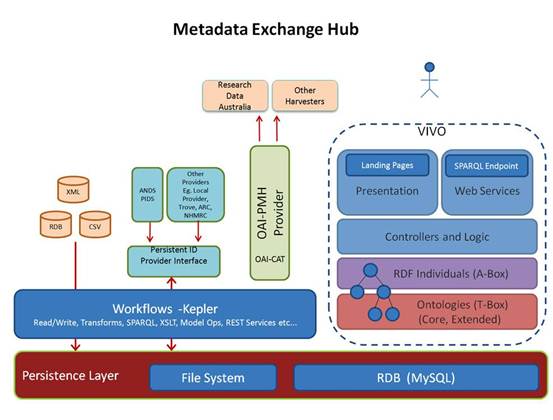 Metadata Exchange Hub
Research
Data
Australia
Other
Harvesters
VIVO
Landing Pages
Presentation
SPARQL Endpoint
Web Services
XML
RDB
CSV
ANDS
PIDS
Other
Providers
Eg. Local
Provider,
Trove, ARC,
NHMRC
OAI-PMH
Provider
OAI-CAT
Persistent ID
Provider Interface
Controllers and Logic
RDF Individuals (A-Box)
Ontologies (T-Box)
(Core, Extended)
Workflows -Kepler
Read/Write, Transforms, SPARQL, XSLT, Model Ops, REST Services etc...
Persistence Layer
File System
RDB (MySQL)